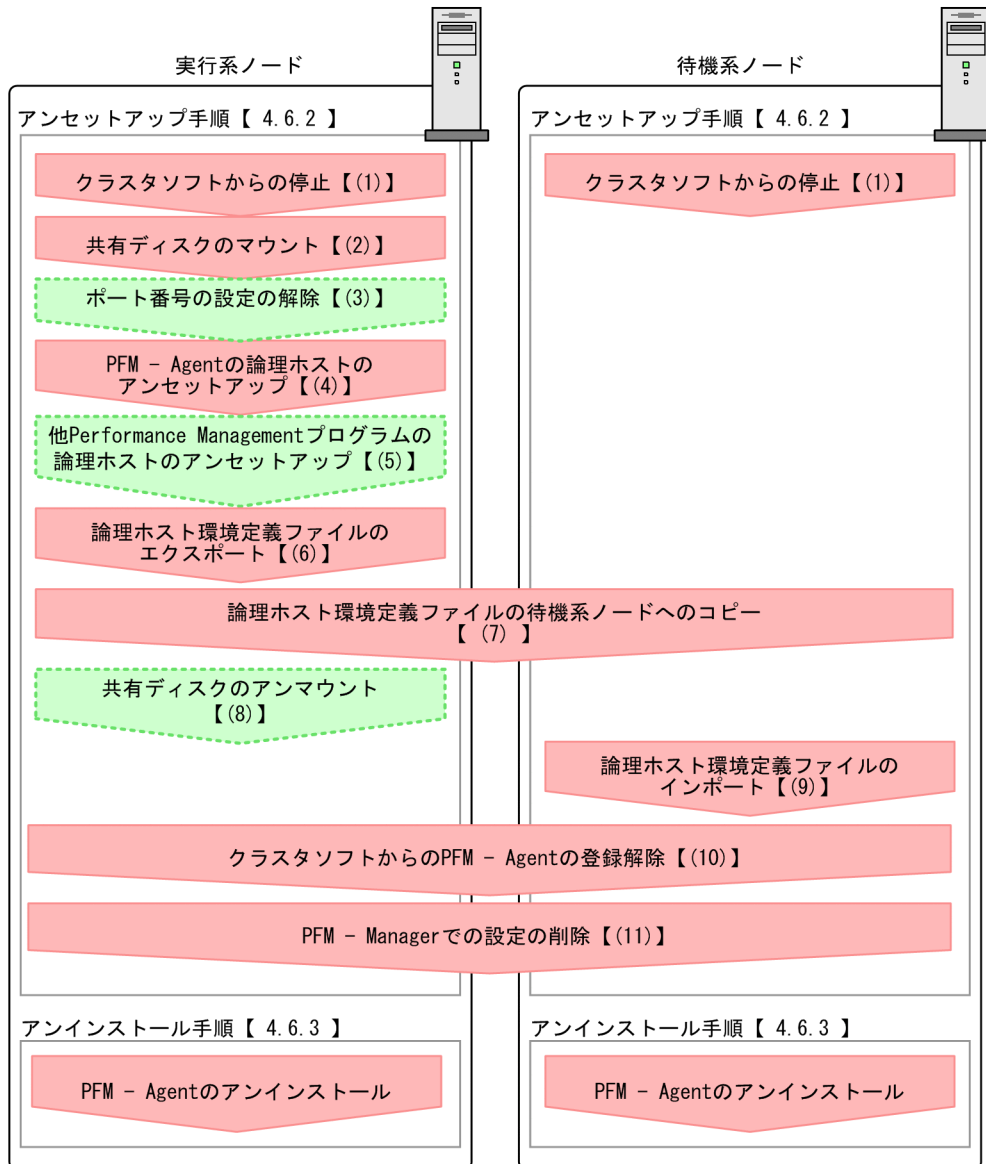 実行系ノード
待機系ノード
アンセットアップ手順【 4.6.2 】
アンセットアップ手順【 4.6.2 】
クラスタソフトからの停止【(1)】
クラスタソフトからの停止【(1)】
共有ディスクのマウント【(2)】
ポート番号の設定の解除【(3)】
PFM - Agentの論理ホストの
アンセットアップ【(4)】
他Performance Managementプログラムの
論理ホストのアンセットアップ【(5)】
論理ホスト環境定義ファイルの
エクスポート【(6)】
論理ホスト環境定義ファイルの待機系ノードへのコピー
【 (7) 】
共有ディスクのアンマウント
【(8)】
論理ホスト環境定義ファイルの
インポート【(9)】
クラスタソフトからのPFM - Agentの登録解除【(10)】
PFM - Managerでの設定の削除【(11)】
アンインストール手順【 4.6.3 】
アンインストール手順【 4.6.3 】
PFM - Agentのアンインストール
PFM - Agentのアンインストール